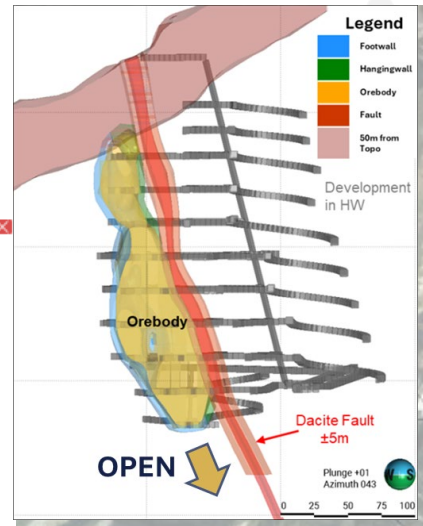 Legend
Footwall
Hangingwall
Orebody
Fault
50m from
Topo
Development
in HW
Orebody
Dacite Fault
±5m
OPEN
Plunge +01
Azimuth 043
W S
0 25 50 75 100